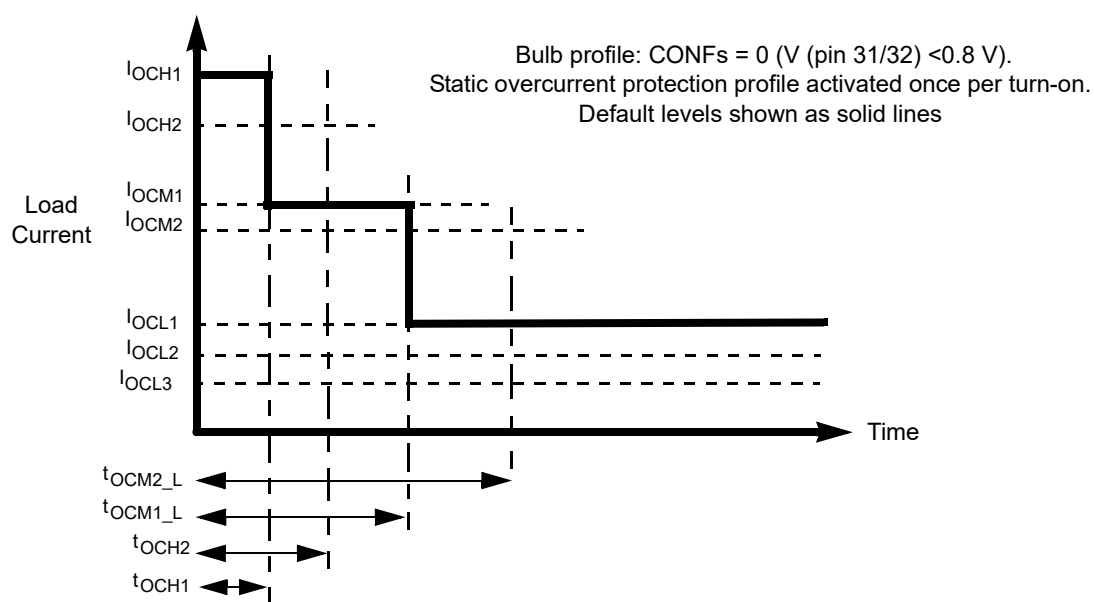 Bulb profile: CONFs = 0 (V (pin 31/32) <0.8 V).
Static overcurrent protection profile activated once per turn-on.
Default levels shown as solid lines
IOCH1
IOCH2
IOCM1
IOCM2
Load
Current
IOCL1
IOCL2
IOCL3
Time
tOCM2_L
tOCM1_L
tOCH2
tOCH1